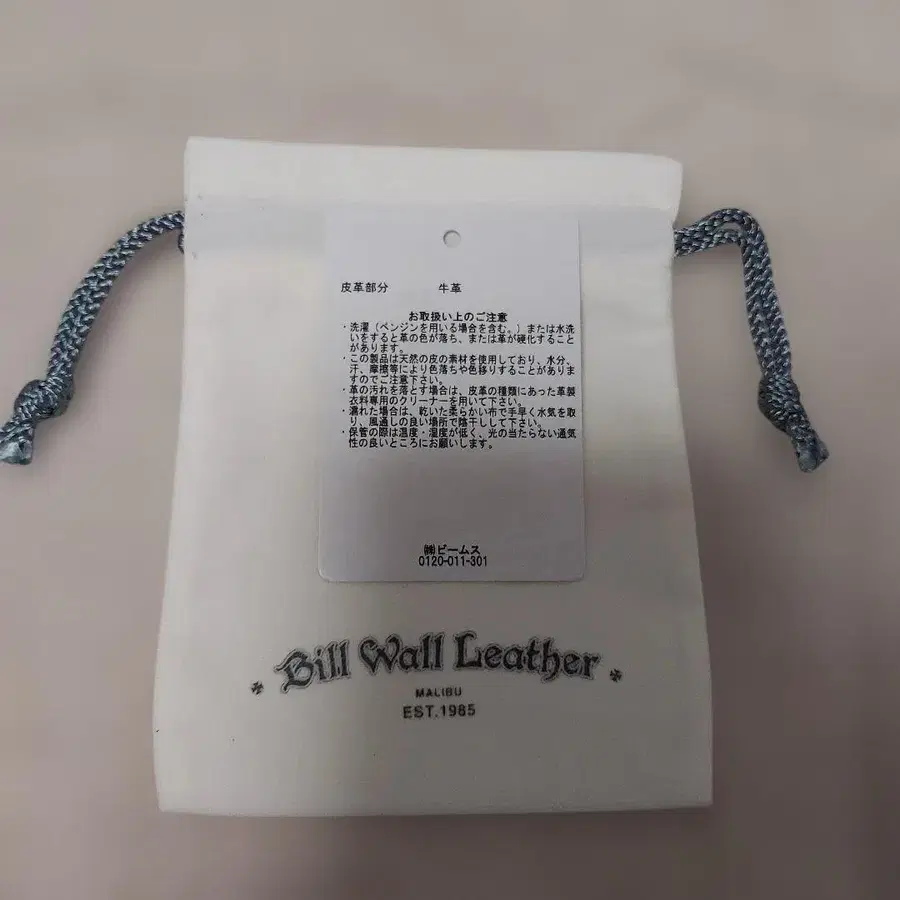 皮革部分 牛革
お取扱い上のご注意
・洗濯（ベンジンを用いる場合を含む。）または水洗
いをすると革の色が落ち、または革が硬化すること
があります。
・この製品は天然の皮の素材を使用しており、水分、
汗、摩擦等により色落ちや色移りすることがありま
すのでご注意下さい。
・革の汚れを落とす場合は、皮革の種類にあった革製
衣料専用のクリーナーを用いて下さい。
・濡れた場合は、乾いた柔らかい布で手早く水気を取
り、風通しの良い場所で陰干しして下さい。
・保管の際は温度・湿度が低く、光の当たらない通気
性の良いところにお願いします。
㈱ビームス
0120-011-301
Bill Wall Leather
MALIBU
EST.1985